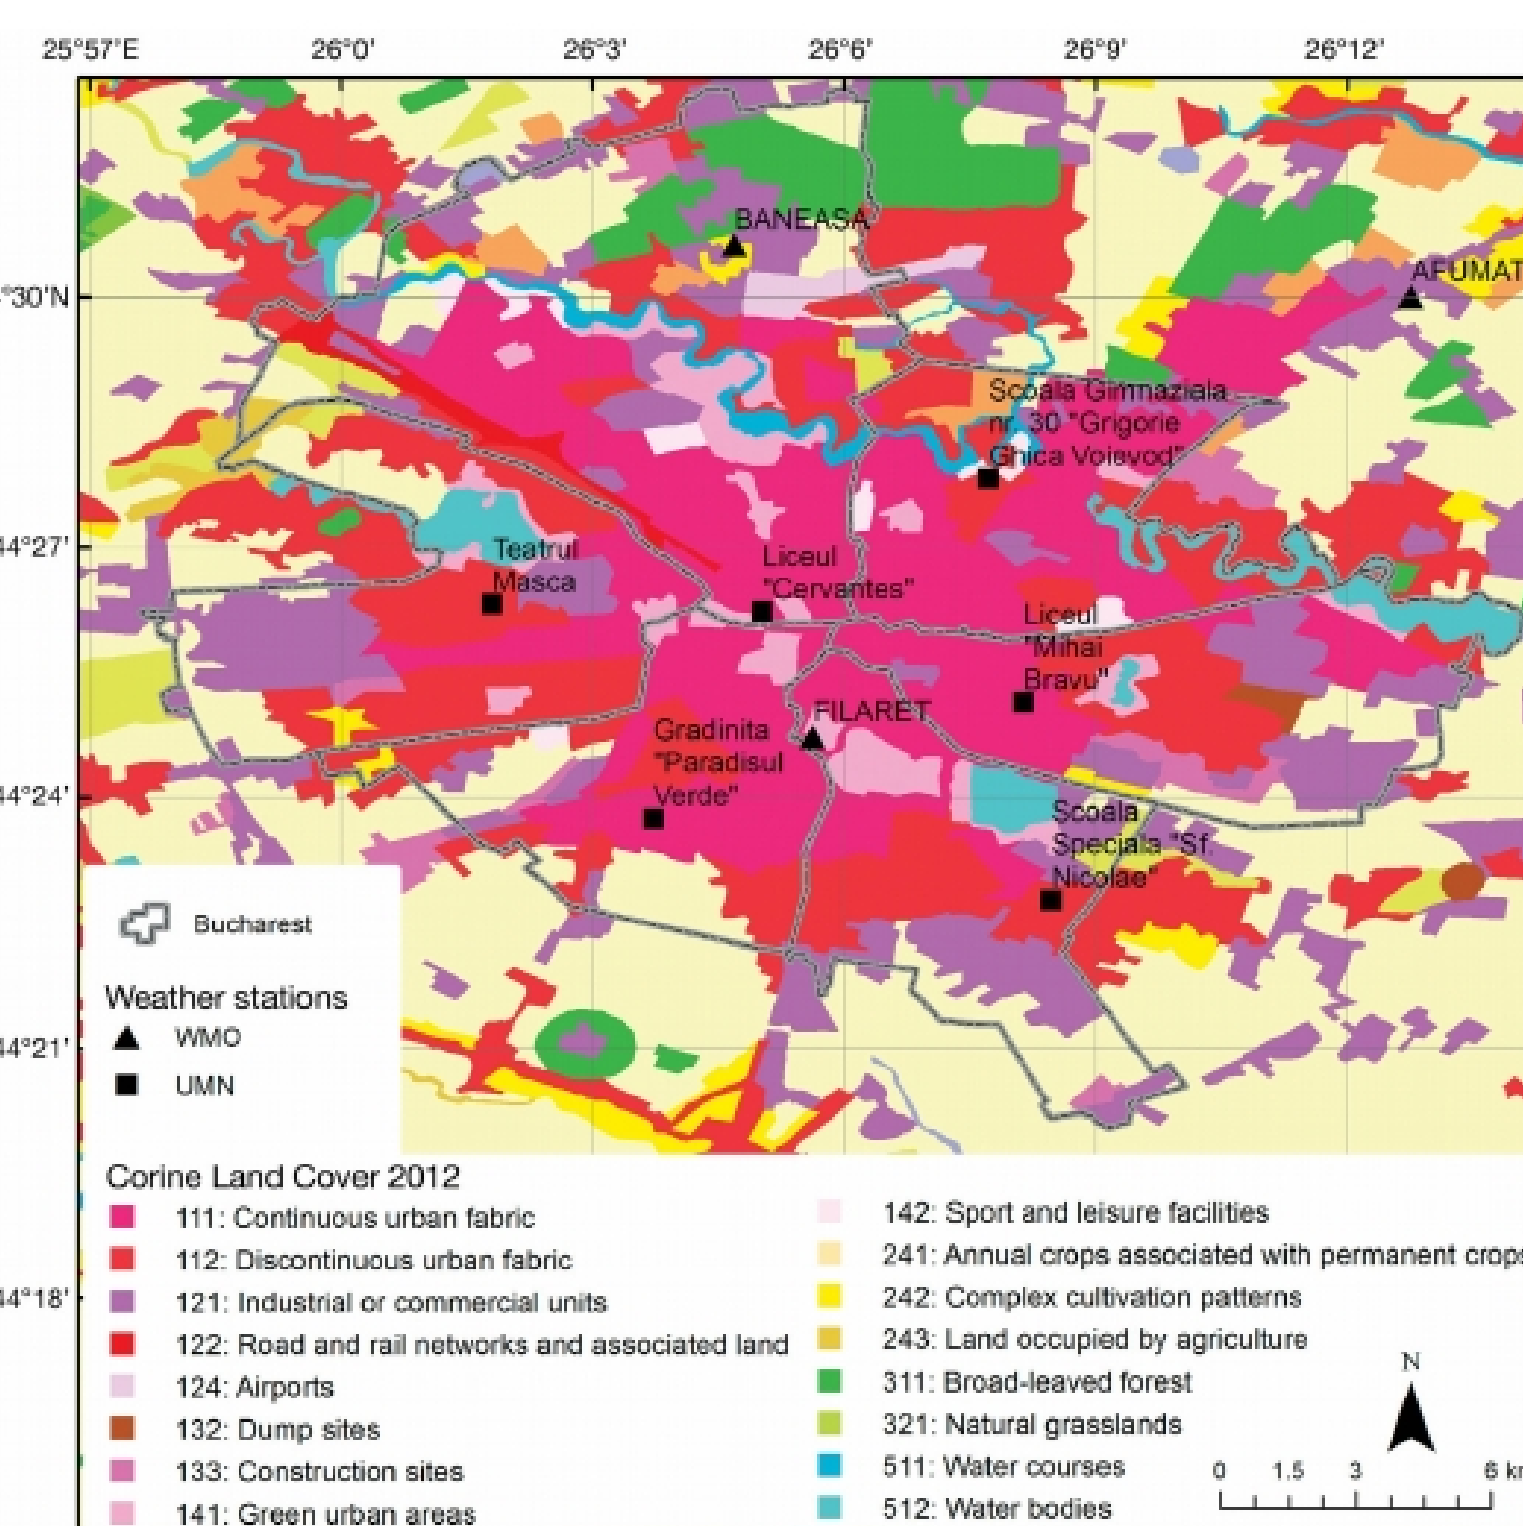 25°57'E 26°0' 26°3' 26°6' 26°9' 26°12'
BANEASA
AFUMAT
°30'N
Scoala Gimnaziala
nr. 30 "Grigorie
Ghica Voievod"
44°27'
Teatrul
Masca
Liceul
"Cervantes"
Liceul
"Mihai
Bravu"
FILARET
Gradinita
"Paradisul
Verde"
44°24'
Scoala
Speciala "Sf.
Nicolae"
Bucharest
Weather stations
WMO
UMN
44°21'
Corine Land Cover 2012
111: Continuous urban fabric
112: Discontinuous urban fabric
121: Industrial or commercial units
122: Road and rail networks and associated land
124: Airports
132: Dump sites
133: Construction sites
141: Green urban areas
44°18'
142: Sport and leisure facilities
241: Annual crops associated with permanent crops
242: Complex cultivation patterns
243: Land occupied by agriculture
311: Broad-leaved forest
321: Natural grasslands
511: Water courses
512: Water bodies
N
0 1,5 3 6 km